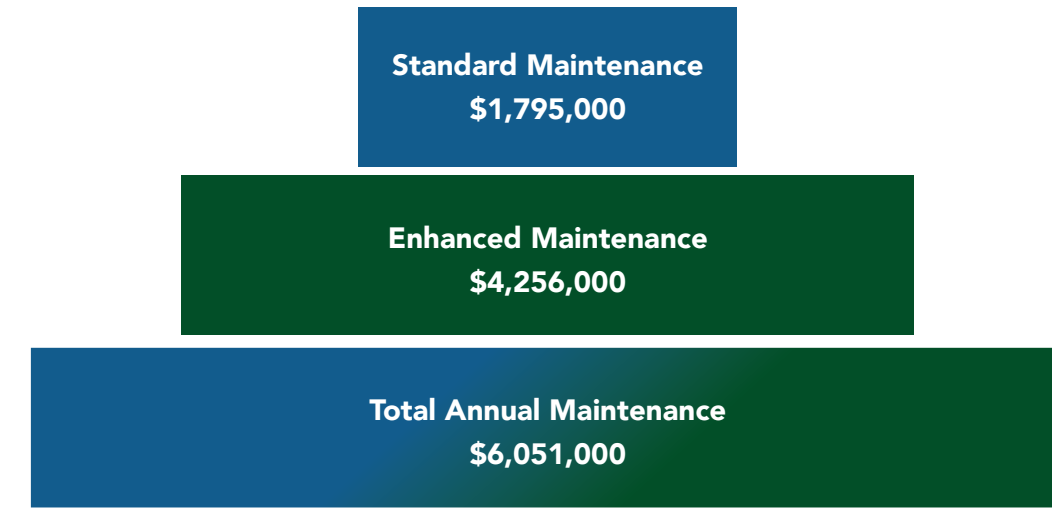 Standard Maintenance
$1,795,000
Enhanced Maintenance
$4,256,000
Total Annual Maintenance
$6,051,000